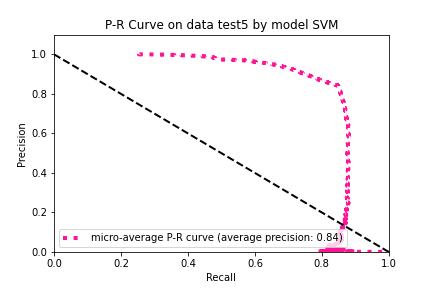 P-R Curve on data test5 by model SVM
Precision
1.0
0.8
0.6
0.4
0.2
0.0
micro-average P-R curve (average precision: 0.84)
0.0 0.2 0.4 0.6 0.8 1.0
Recall